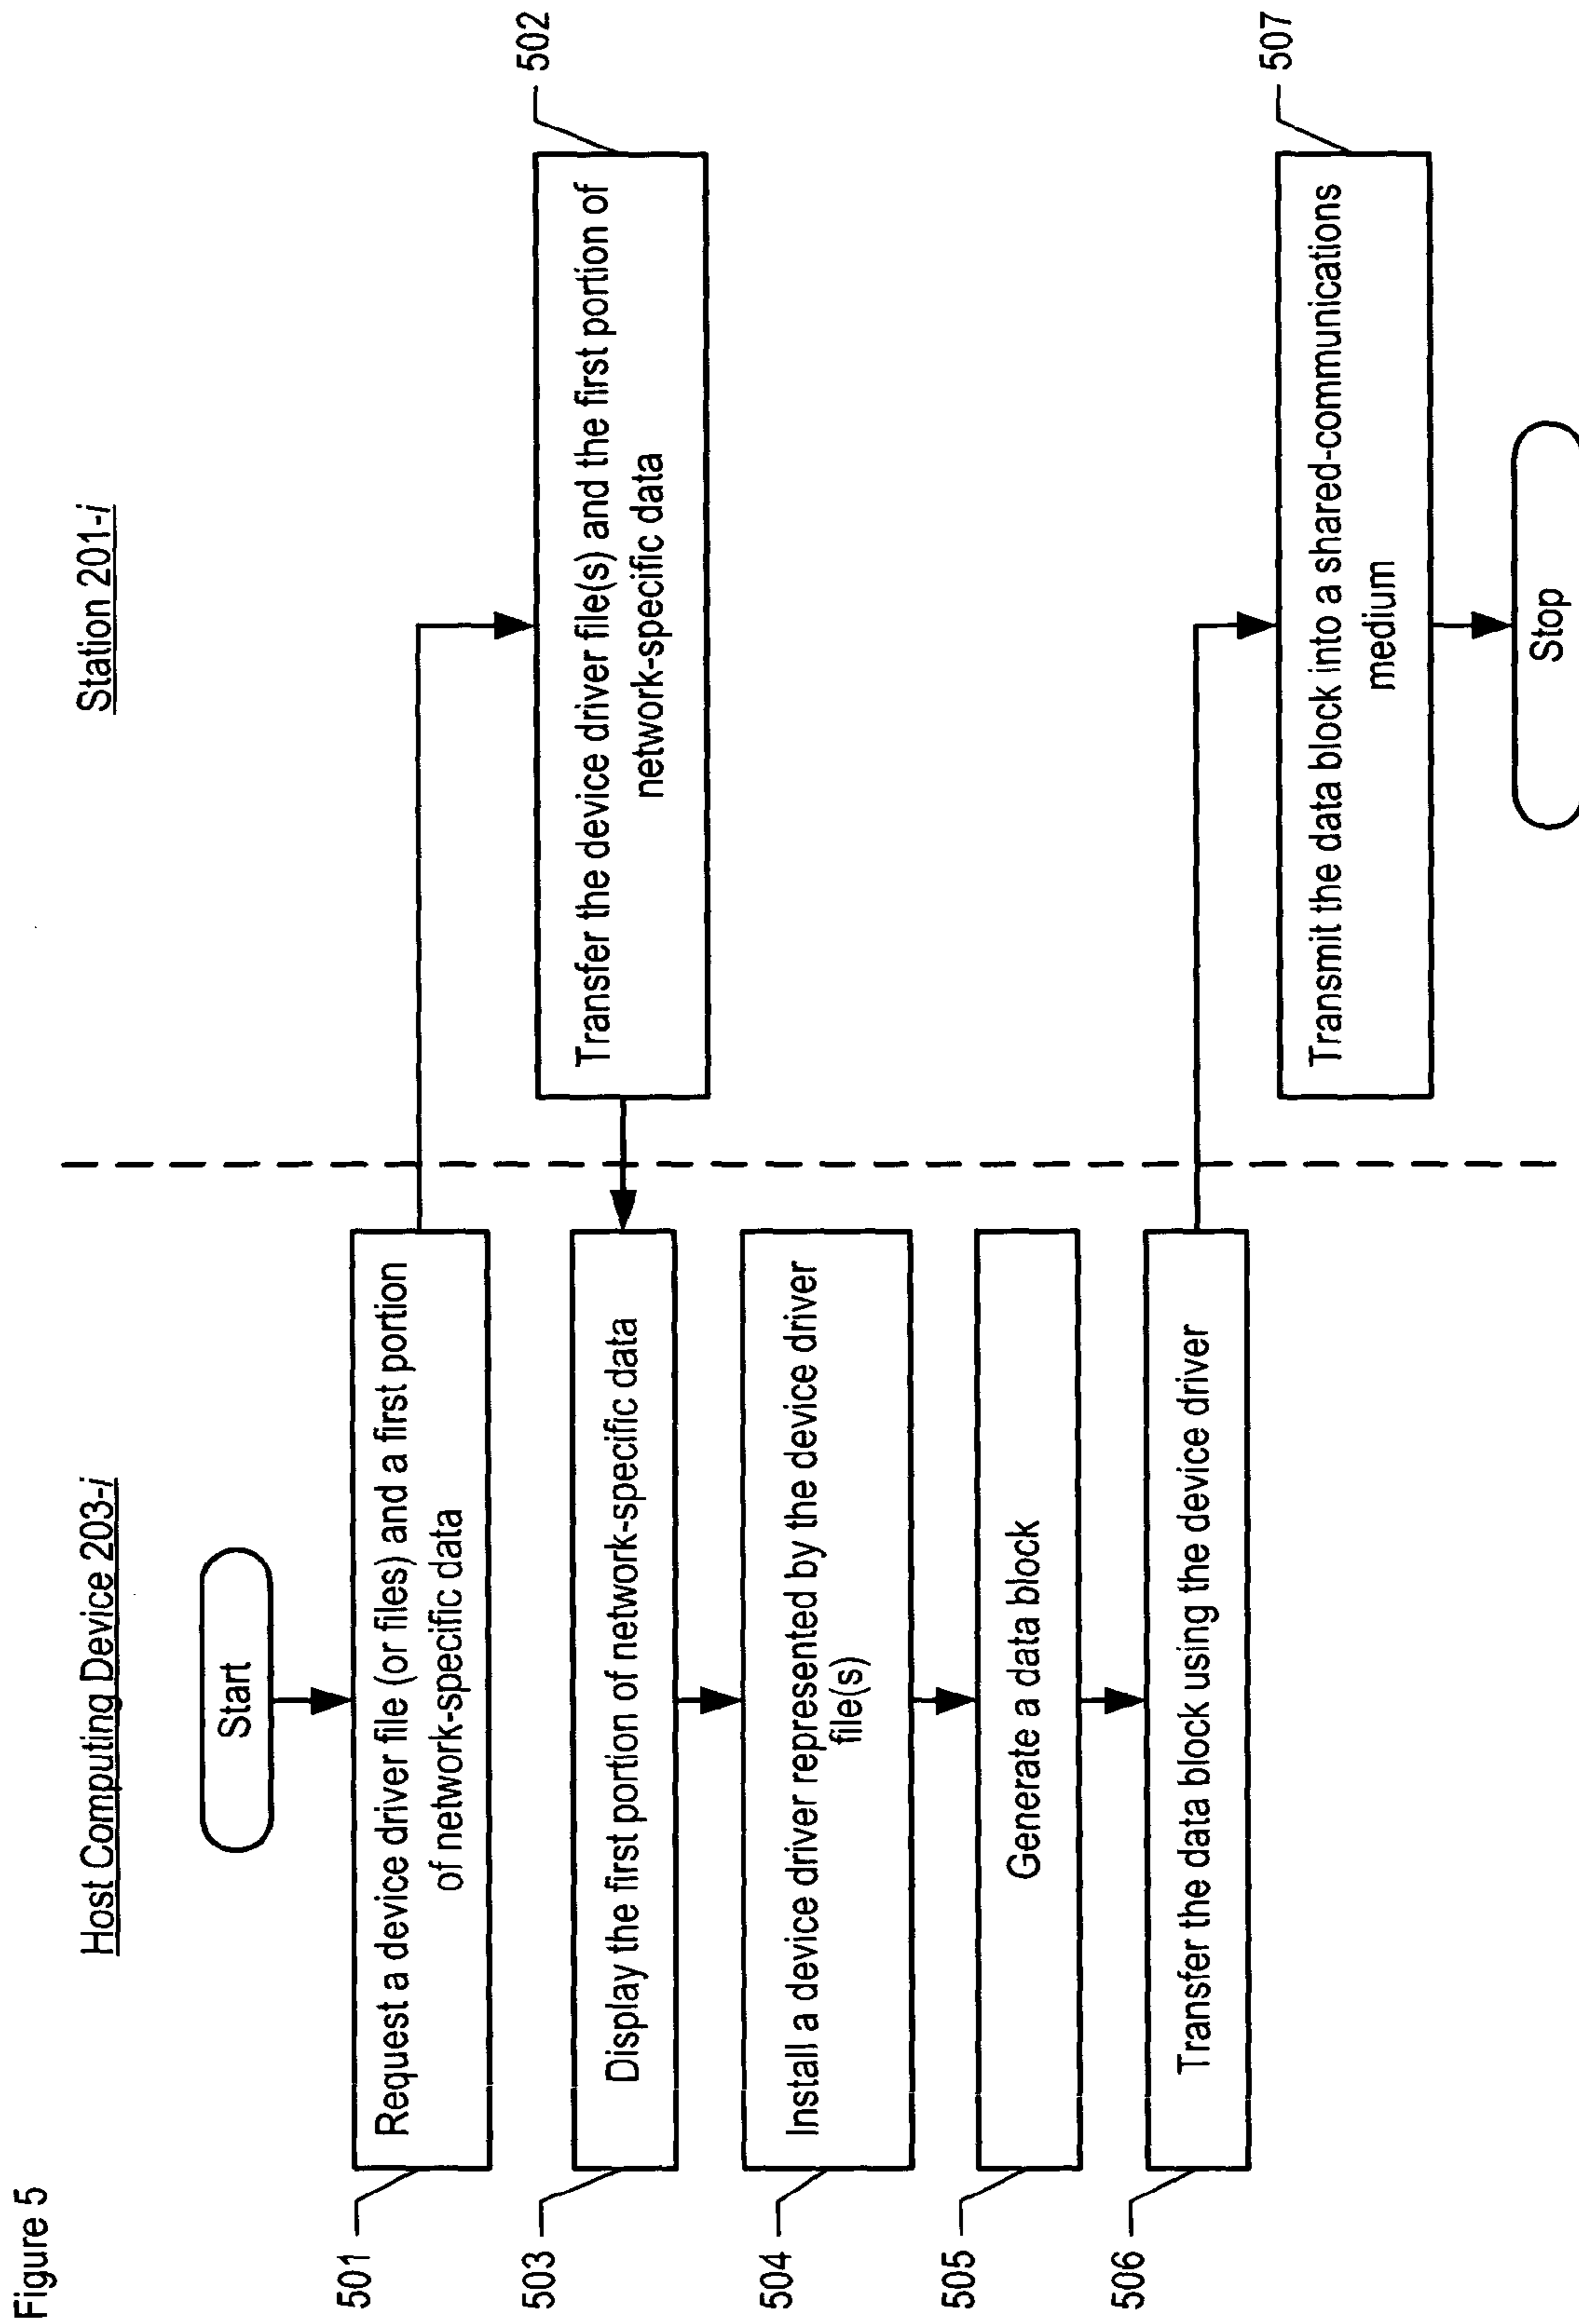 Figure 5
Host Computing Device 203-i
Station 201-i
Start
501
Request a device driver file (or files) and a first portion
of network-specific data
502
Transfer the device driver file(s) and the first portion of
network-specific data
503
Display the first portion of network-specific data
504
Install a device driver represented by the device driver
file(s)
505
Generate a data block
506
Transfer the data block using the device driver
507
Transmit the data block into a shared-communications
medium
Stop